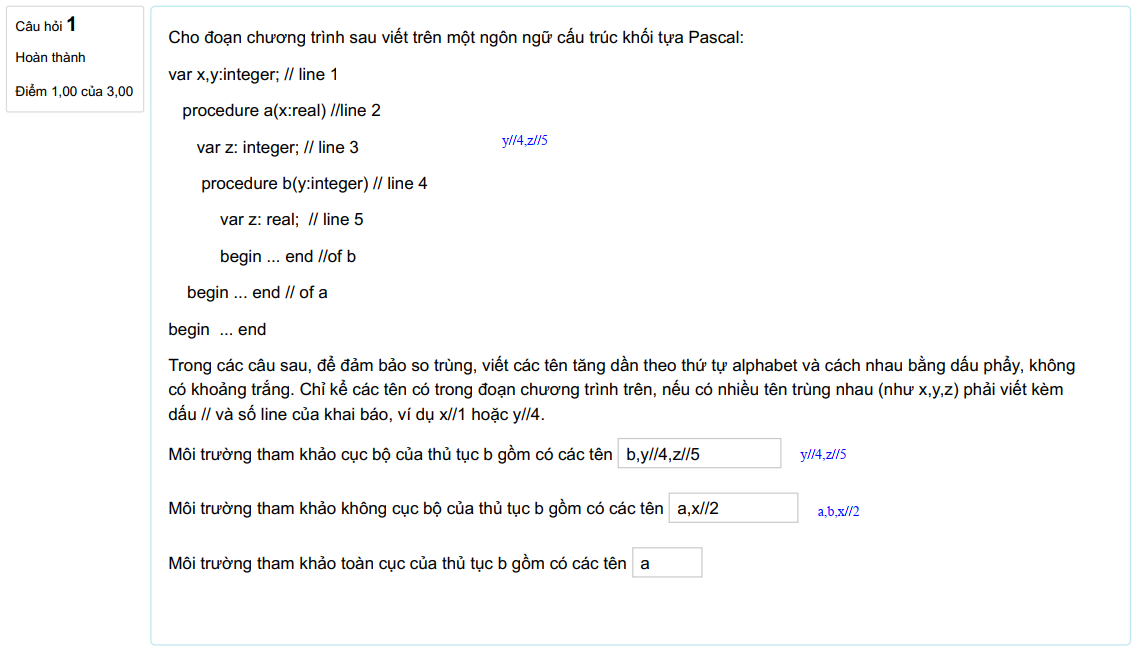 Câu hỏi 1
Hoàn thành
Điểm 1,00 của 3,00
Cho đoạn chương trình sau viết trên một ngôn ngữ cấu trúc khối tựa Pascal:
var x,y:integer; // line 1
procedure a(x:real) //line 2
var z: integer; // line 3
y//4,z//5
procedure b(y:integer) // line 4
var z: real; // line 5
begin ... end //of b
begin ... end // of a
begin ... end
Trong các câu sau, để đảm bảo so trùng, viết các tên tăng dần theo thứ tự alphabet và cách nhau bằng dấu phẩy, không
có khoảng trắng. Chỉ kể các tên có trong đoạn chương trình trên, nếu có nhiều tên trùng nhau (như x,y,z) phải viết kèm
dấu // và số line của khai báo, ví dụ x//1 hoặc y//4.
Môi trường tham khảo cục bộ của thủ tục b gồm có các tên b,y//4,z//5 y//4,z//5
Môi trường tham khảo không cục bộ của thủ tục b gồm có các tên a,x//2 a,b,x//2
Môi trường tham khảo toàn cục của thủ tục b gồm có các tên a